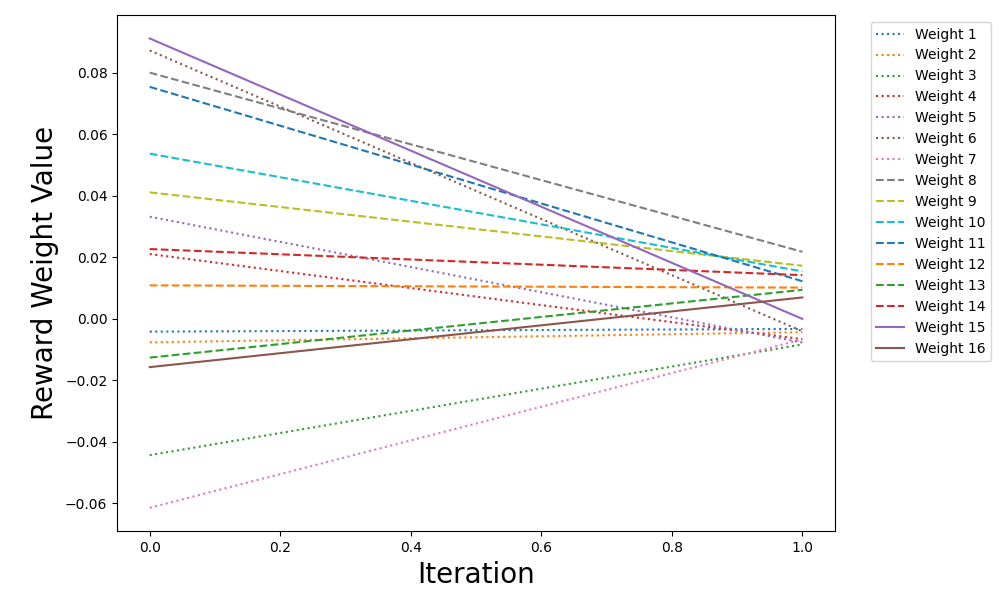 Reward Weight Value
0.08
0.06
0.04
0.02
0.00
−0.02
−0.04
−0.06
0.0 0.2 0.4 0.6 0.8 1.0
Iteration
Weight 1
Weight 2
Weight 3
Weight 4
Weight 5
Weight 6
Weight 7
Weight 8
Weight 9
Weight 10
Weight 11
Weight 12
Weight 13
Weight 14
Weight 15
Weight 16